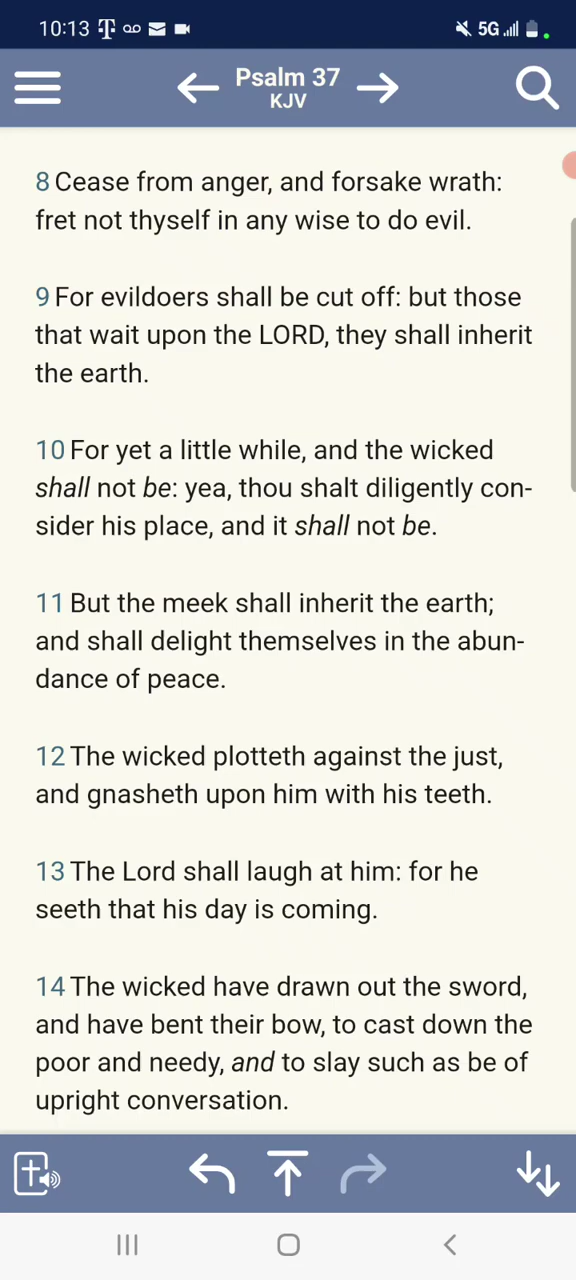 10:13
5G
Psalm 37
KJV
8 Cease from anger, and forsake wrath:
fret not thyself in any wise to do evil.
9 For evildoers shall be cut off: but those
that wait upon the LORD, they shall inherit
the earth.
10 For yet a little while, and the wicked
shall not be: yea, thou shalt diligently con-
sider his place, and it shall not be.
11 But the meek shall inherit the earth;
and shall delight themselves in the abun-
dance of peace.
12 The wicked plotteth against the just,
and gnasheth upon him with his teeth.
13 The Lord shall laugh at him: for he
seeth that his day is coming.
14 The wicked have drawn out the sword,
and have bent their bow, to cast down the
poor and needy, and to slay such as be of
upright conversation.